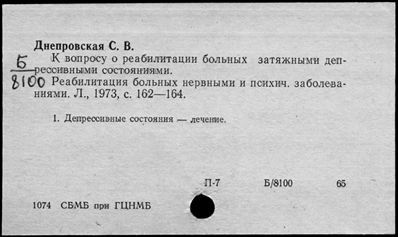 Днепровская С. В.
К вопросу о реабилитации больных затяжными деп-
рессивными состояниями.
Б/8100
Реабилитация больных нервными и психич. заболева-
ниями. Л., 1973, с. 162—164.
1. Депрессивные состояния — лечение.
П-7 Б/8100 65
1074 СБМБ при ГЦНМБ